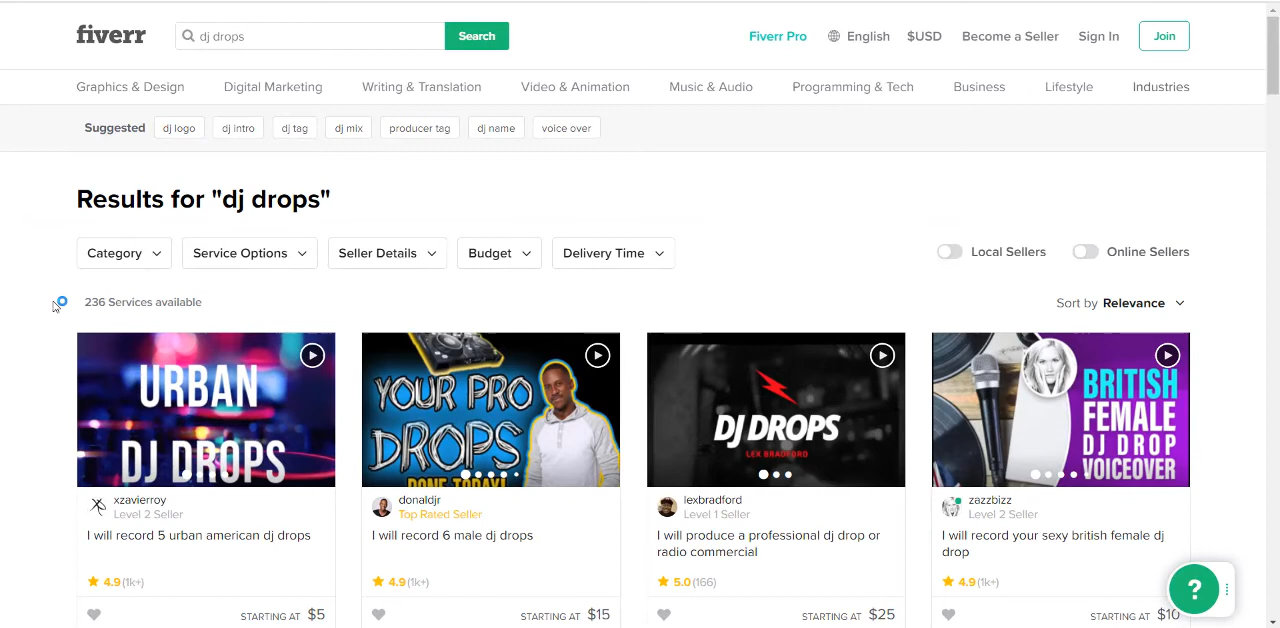 fiverr
dj drops
Search
Fiverr Pro
English
$USD
Become a Seller
Sign In
Join
Graphics & Design
Digital Marketing
Writing & Translation
Video & Animation
Music & Audio
Programming & Tech
Business
Lifestyle
Industries
Suggested
dj logo
dj intro
dj tag
dj mix
producer tag
dj name
voice over
Results for "dj drops"
Category
Service Options
Seller Details
Budget
Delivery Time
Local Sellers
Online Sellers
236 Services available
Sort by Relevance
URBAN
DJ DROPS
xzavierroy
Level 2 Seller
I will record 5 urban american dj drops
4.9 (1k+)
STARTING AT $5
YOUR PRO
DROPS
DONE TODAY!
donaldjr
Top Rated Seller
I will record 6 male dj drops
4.9 (1k+)
STARTING AT $15
DJ DROPS
LEX BRADFORD
lexbradford
Level 1 Seller
I will produce a professional dj drop or
radio commercial
5.0 (166)
STARTING AT $25
BRITISH
FEMALE
DJ DROP
VOICEOVER
zazzbizz
Level 2 Seller
I will record your sexy british female dj
drop
4.9 (1k+)
STARTING AT $10
?